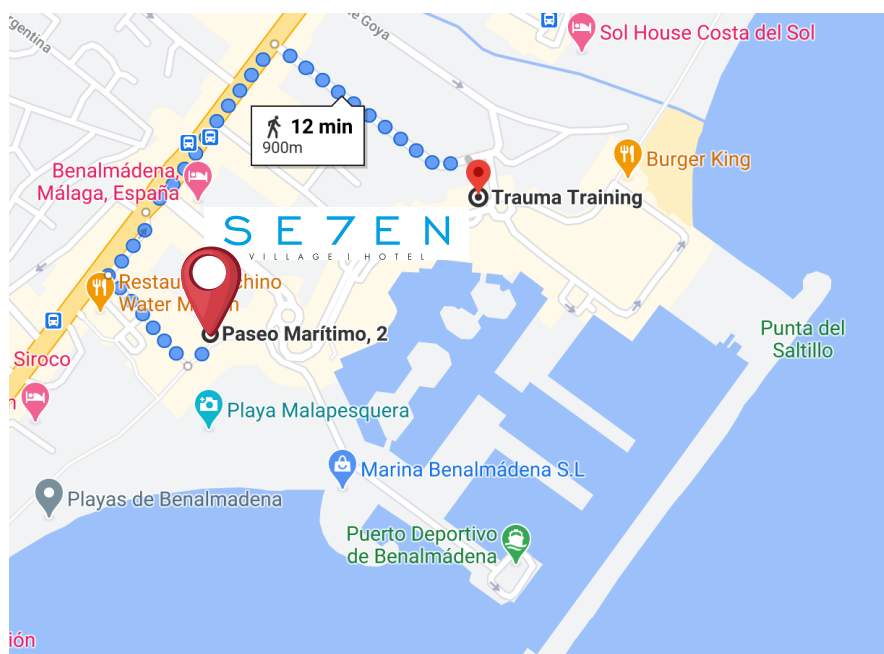 rgentina
Goya
Sol House Costa del Sol
12 min
900m
Burger King
Benalmádena,
Málaga, España
Trauma Training
SE7EN
VILLAGE | HOTEL
Water
Paseo Marítimo, 2
Punta del
Saltillo
Siroco
n
Playa Malapesquera
Marina Benalmádena S.L
Playas de Benalmadena
Puerto Deportivo
de Benalmádena
ión